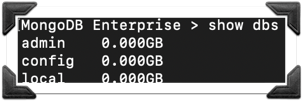 MongoDB Enterprise > show dbs
admin 0.000GB
config 0.000GB
local 0.000GB